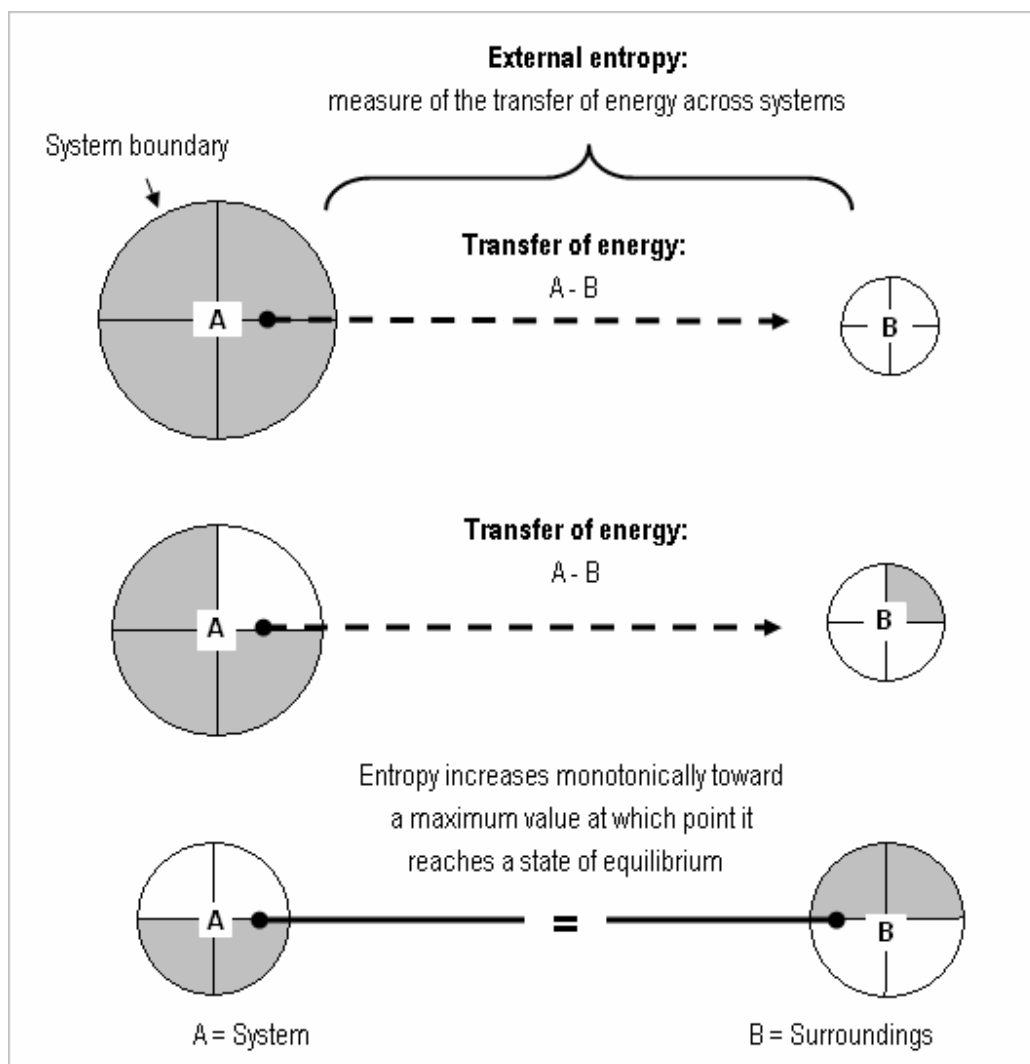 External entropy:
measure of the transfer of energy across systems
System boundary
Transfer of energy:
A - B
A
B
Transfer of energy:
A - B
A
B
Entropy increases monotonically toward
a maximum value at which point it
reaches a state of equilibrium
A
=
B
A = System
B = Surroundings